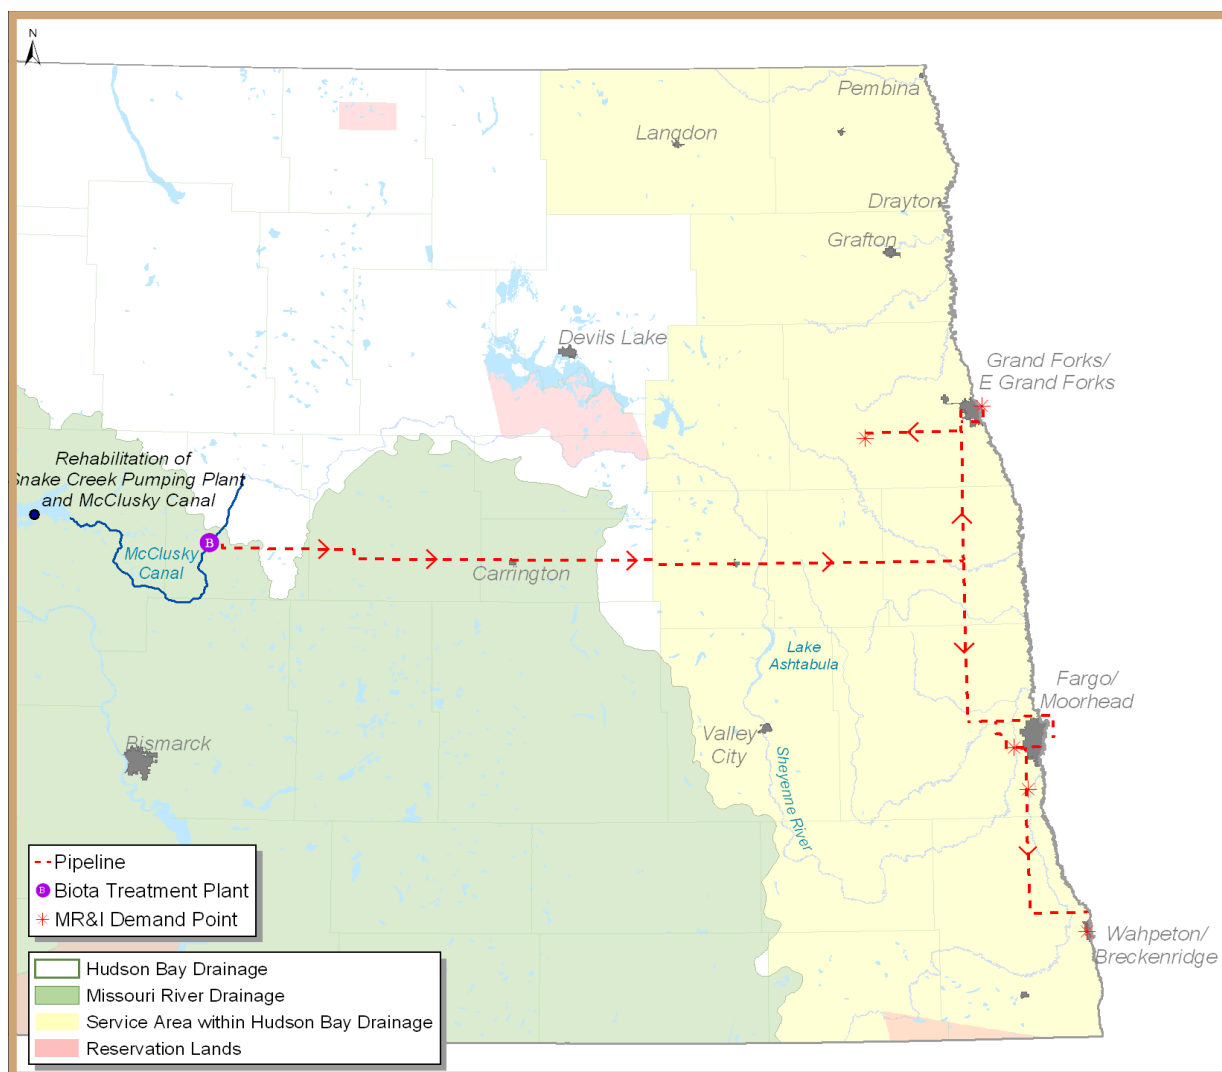 N
Pembina
Langdon
Drayton
Grafton
Devils Lake
Grand Forks/
E Grand Forks
Rehabilitation of
Snake Creek Pumping Plant
and McClusky Canal
B
McClusky
Canal
Carrington
Lake
Ashtabula
Fargo/
Moorhead
Valley
City
Bismarck
Sheyenne River
Pipeline
B Biota Treatment Plant
MR&I Demand Point
Wahpeton/
Breckenridge
Hudson Bay Drainage
Missouri River Drainage
Service Area within Hudson Bay Drainage
Reservation Lands